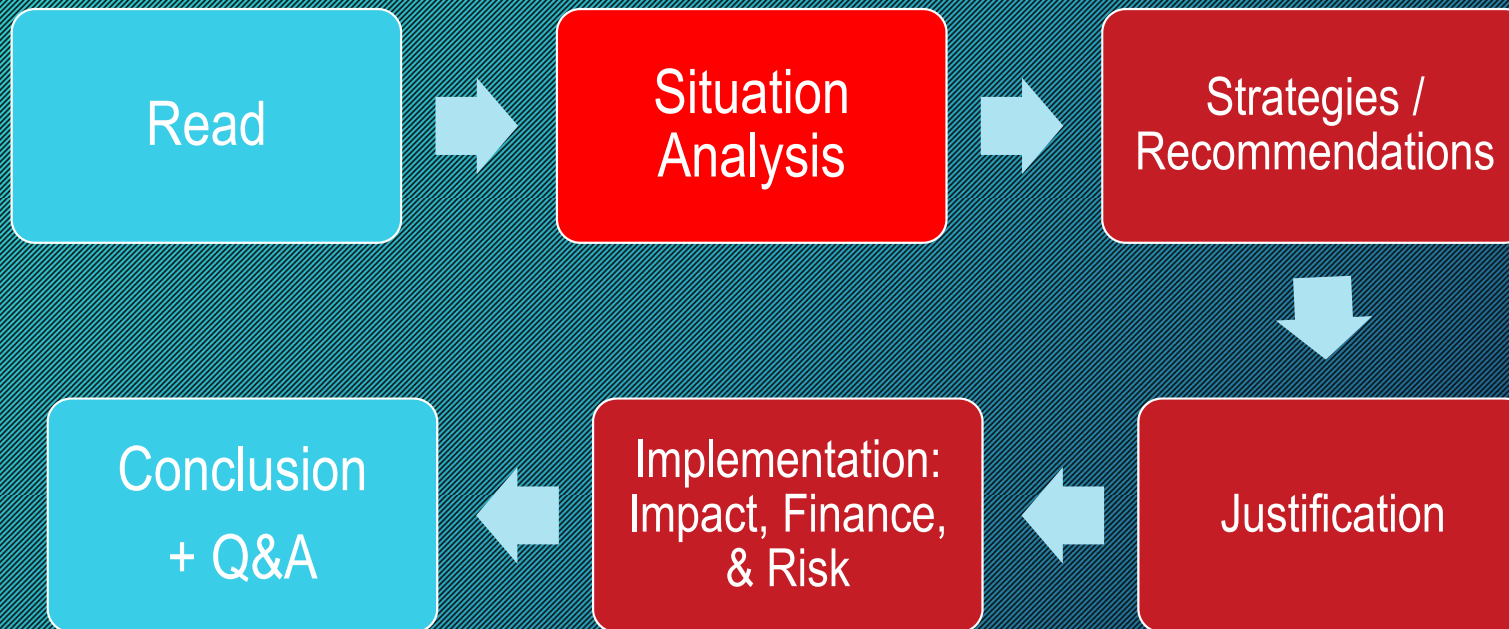 Read
Situation
Analysis
Strategies /
Recommendations
Justification
Implementation:
Impact, Finance,
& Risk
Conclusion
+ Q&A